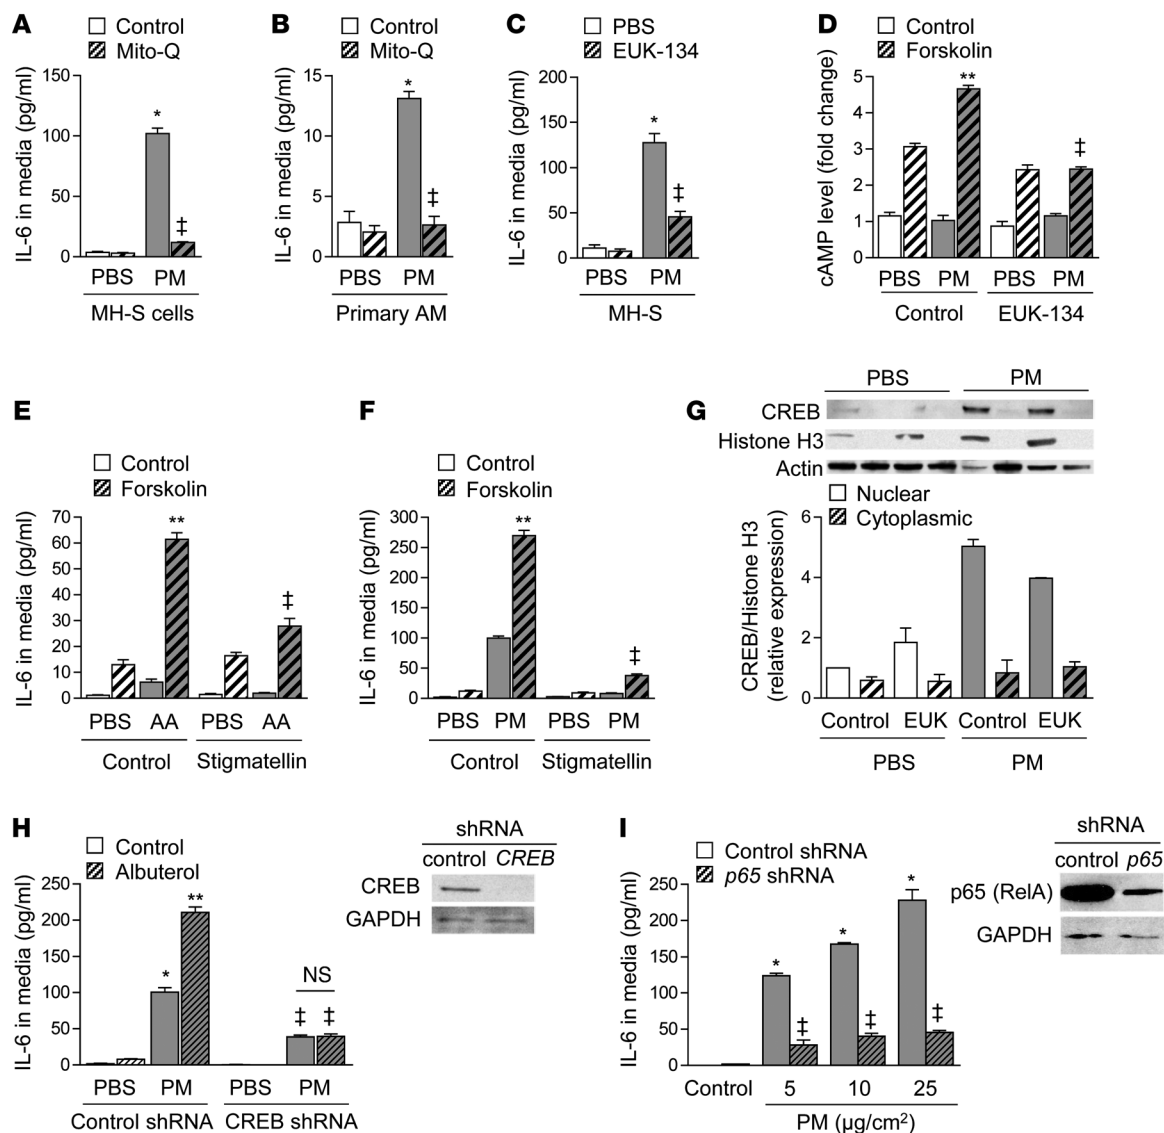 A
Control
Mito-Q
IL-6 in media (pg/ml)
150
100
50
0
*
‡
PBS PM
MH-S cells
B
Control
Mito-Q
IL-6 in media (pg/ml)
15
13
5
0
*
‡
PBS PM
Primary AM
C
PBS
EUK-134
IL-6 in media (pg/ml)
200
150
100
50
0
*
‡
PBS PM
MH-S
D
Control
Forskolin
cAMP level (fold change)
5
4
3
2
1
0
**
‡
PBS PM PBS PM
Control EUK-134
E
Control
Forskolin
IL-6 in media (pg/ml)
70
60
50
40
30
20
10
0
**
‡
PBS AA PBS AA
Control Stigmatellin
F
Control
Forskolin
IL-6 in media (pg/ml)
300
250
200
150
100
50
0
**
‡
PBS PM PBS PM
Control Stigmatellin
G
PBS PM
CREB
Histone H3
Actin
Nuclear
Cytoplasmic
CREB/Histone H3
(relative expression)
6
4
2
0
Control EUK Control EUK
PBS PM
H
Control
Albuterol
IL-6 in media (pg/ml)
250
200
150
100
50
0
*
**
NS
‡ ‡
PBS PM PBS PM
Control shRNA CREB shRNA
shRNA
control CREB
CREB
GAPDH
I
Control shRNA
p65 shRNA
IL-6 in media (pg/ml)
250
200
150
100
50
0
* ‡
* ‡
* ‡
Control 5 10 25
PM (μg/cm²)
shRNA
control p65
p65 (RelA)
GAPDH